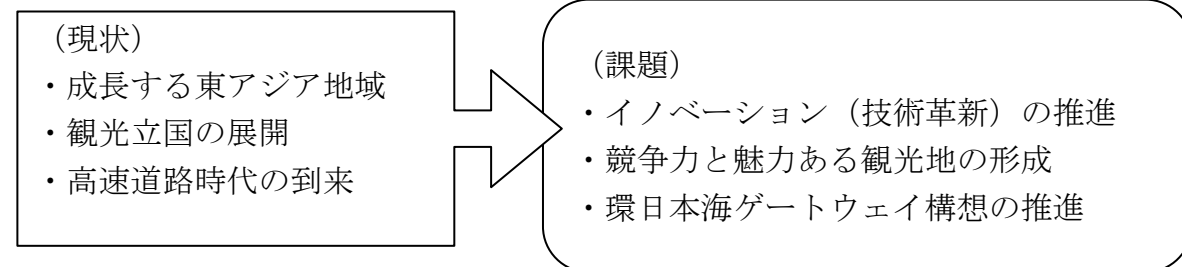 （現状）
・成長する東アジア地域
・観光立国の展開
・高速道路時代の到来
（課題）
・イノベーション（技術革新）の推進
・競争力と魅力ある観光地の形成
・環日本海ゲートウェイ構想の推進